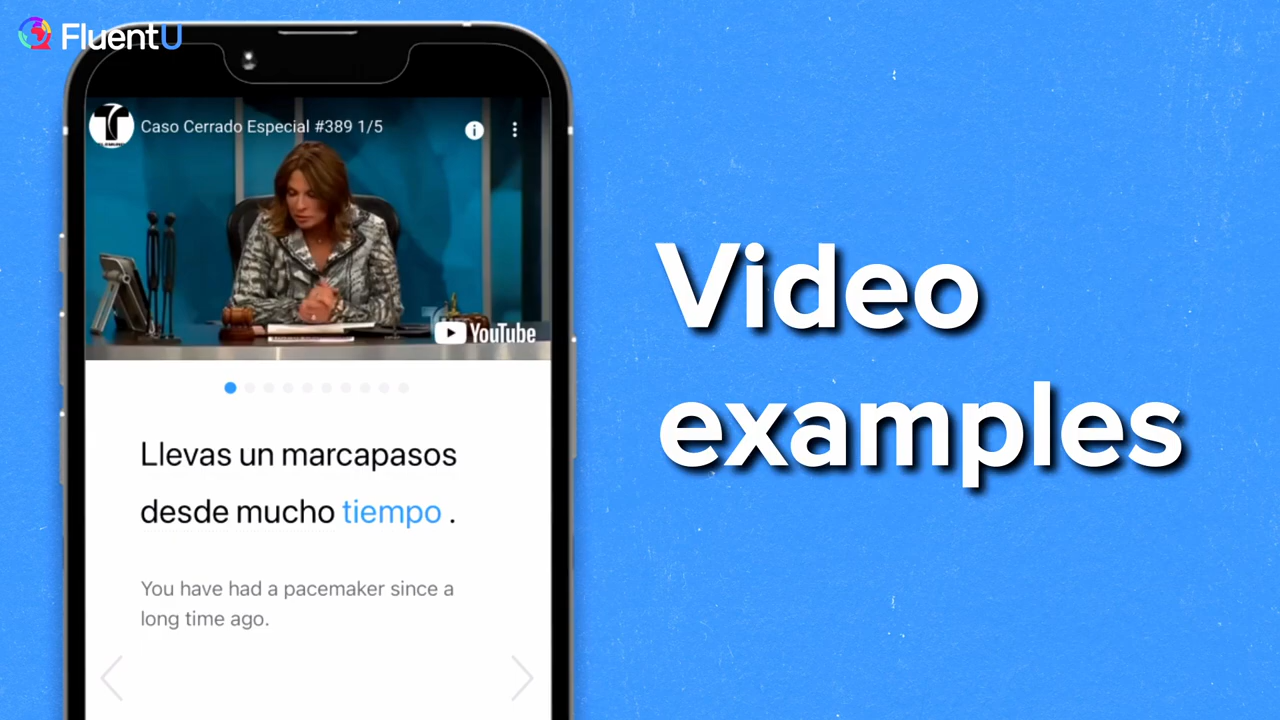 FluentU
Caso Cerrado Especial #389 1/5
YouTube
Llevas un marcapasos
desde mucho tiempo .
You have had a pacemaker since a
long time ago.
Video
examples